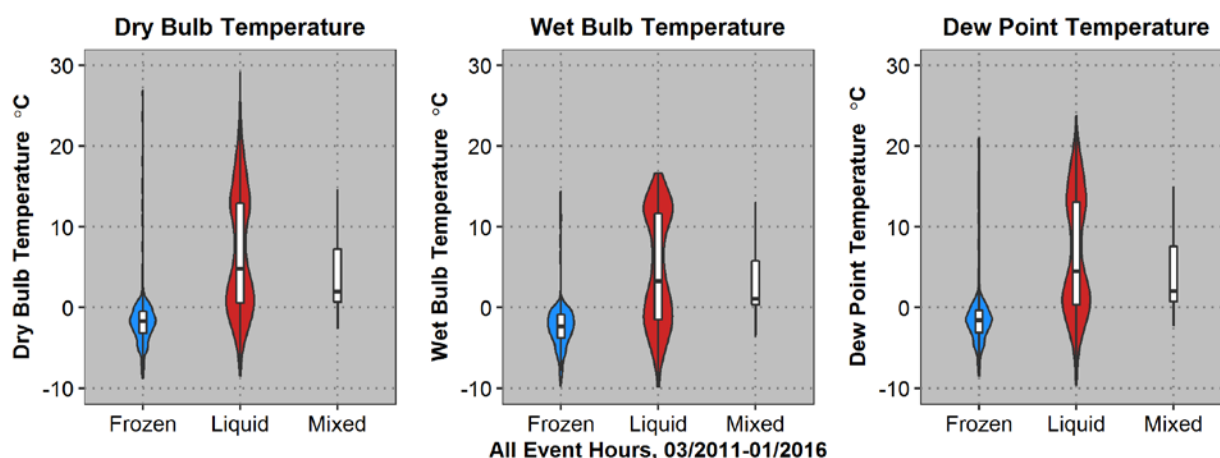 Dry Bulb Temperature
Wet Bulb Temperature
Dew Point Temperature
Dry Bulb Temperature °C
30
20
10
0
-10
Frozen Liquid Mixed
Wet Bulb Temperature °C
30
20
10
0
-10
Frozen Liquid Mixed
Dew Point Temperature °C
30
20
10
0
-10
Frozen Liquid Mixed
All Event Hours, 03/2011-01/2016